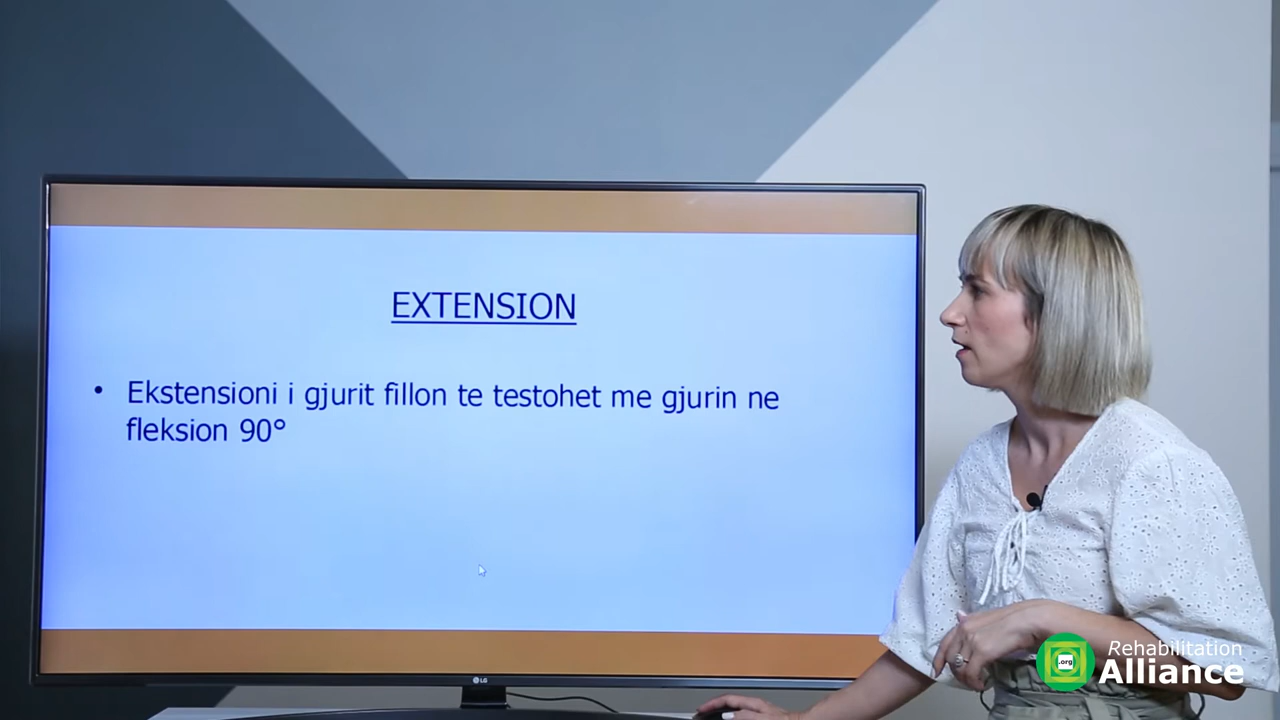 EXTENSION
• Ekstensioni i gjurit fillon te testohet me gjurin ne
fleksion 90°
LG
.org
Rehabilitation
Alliance